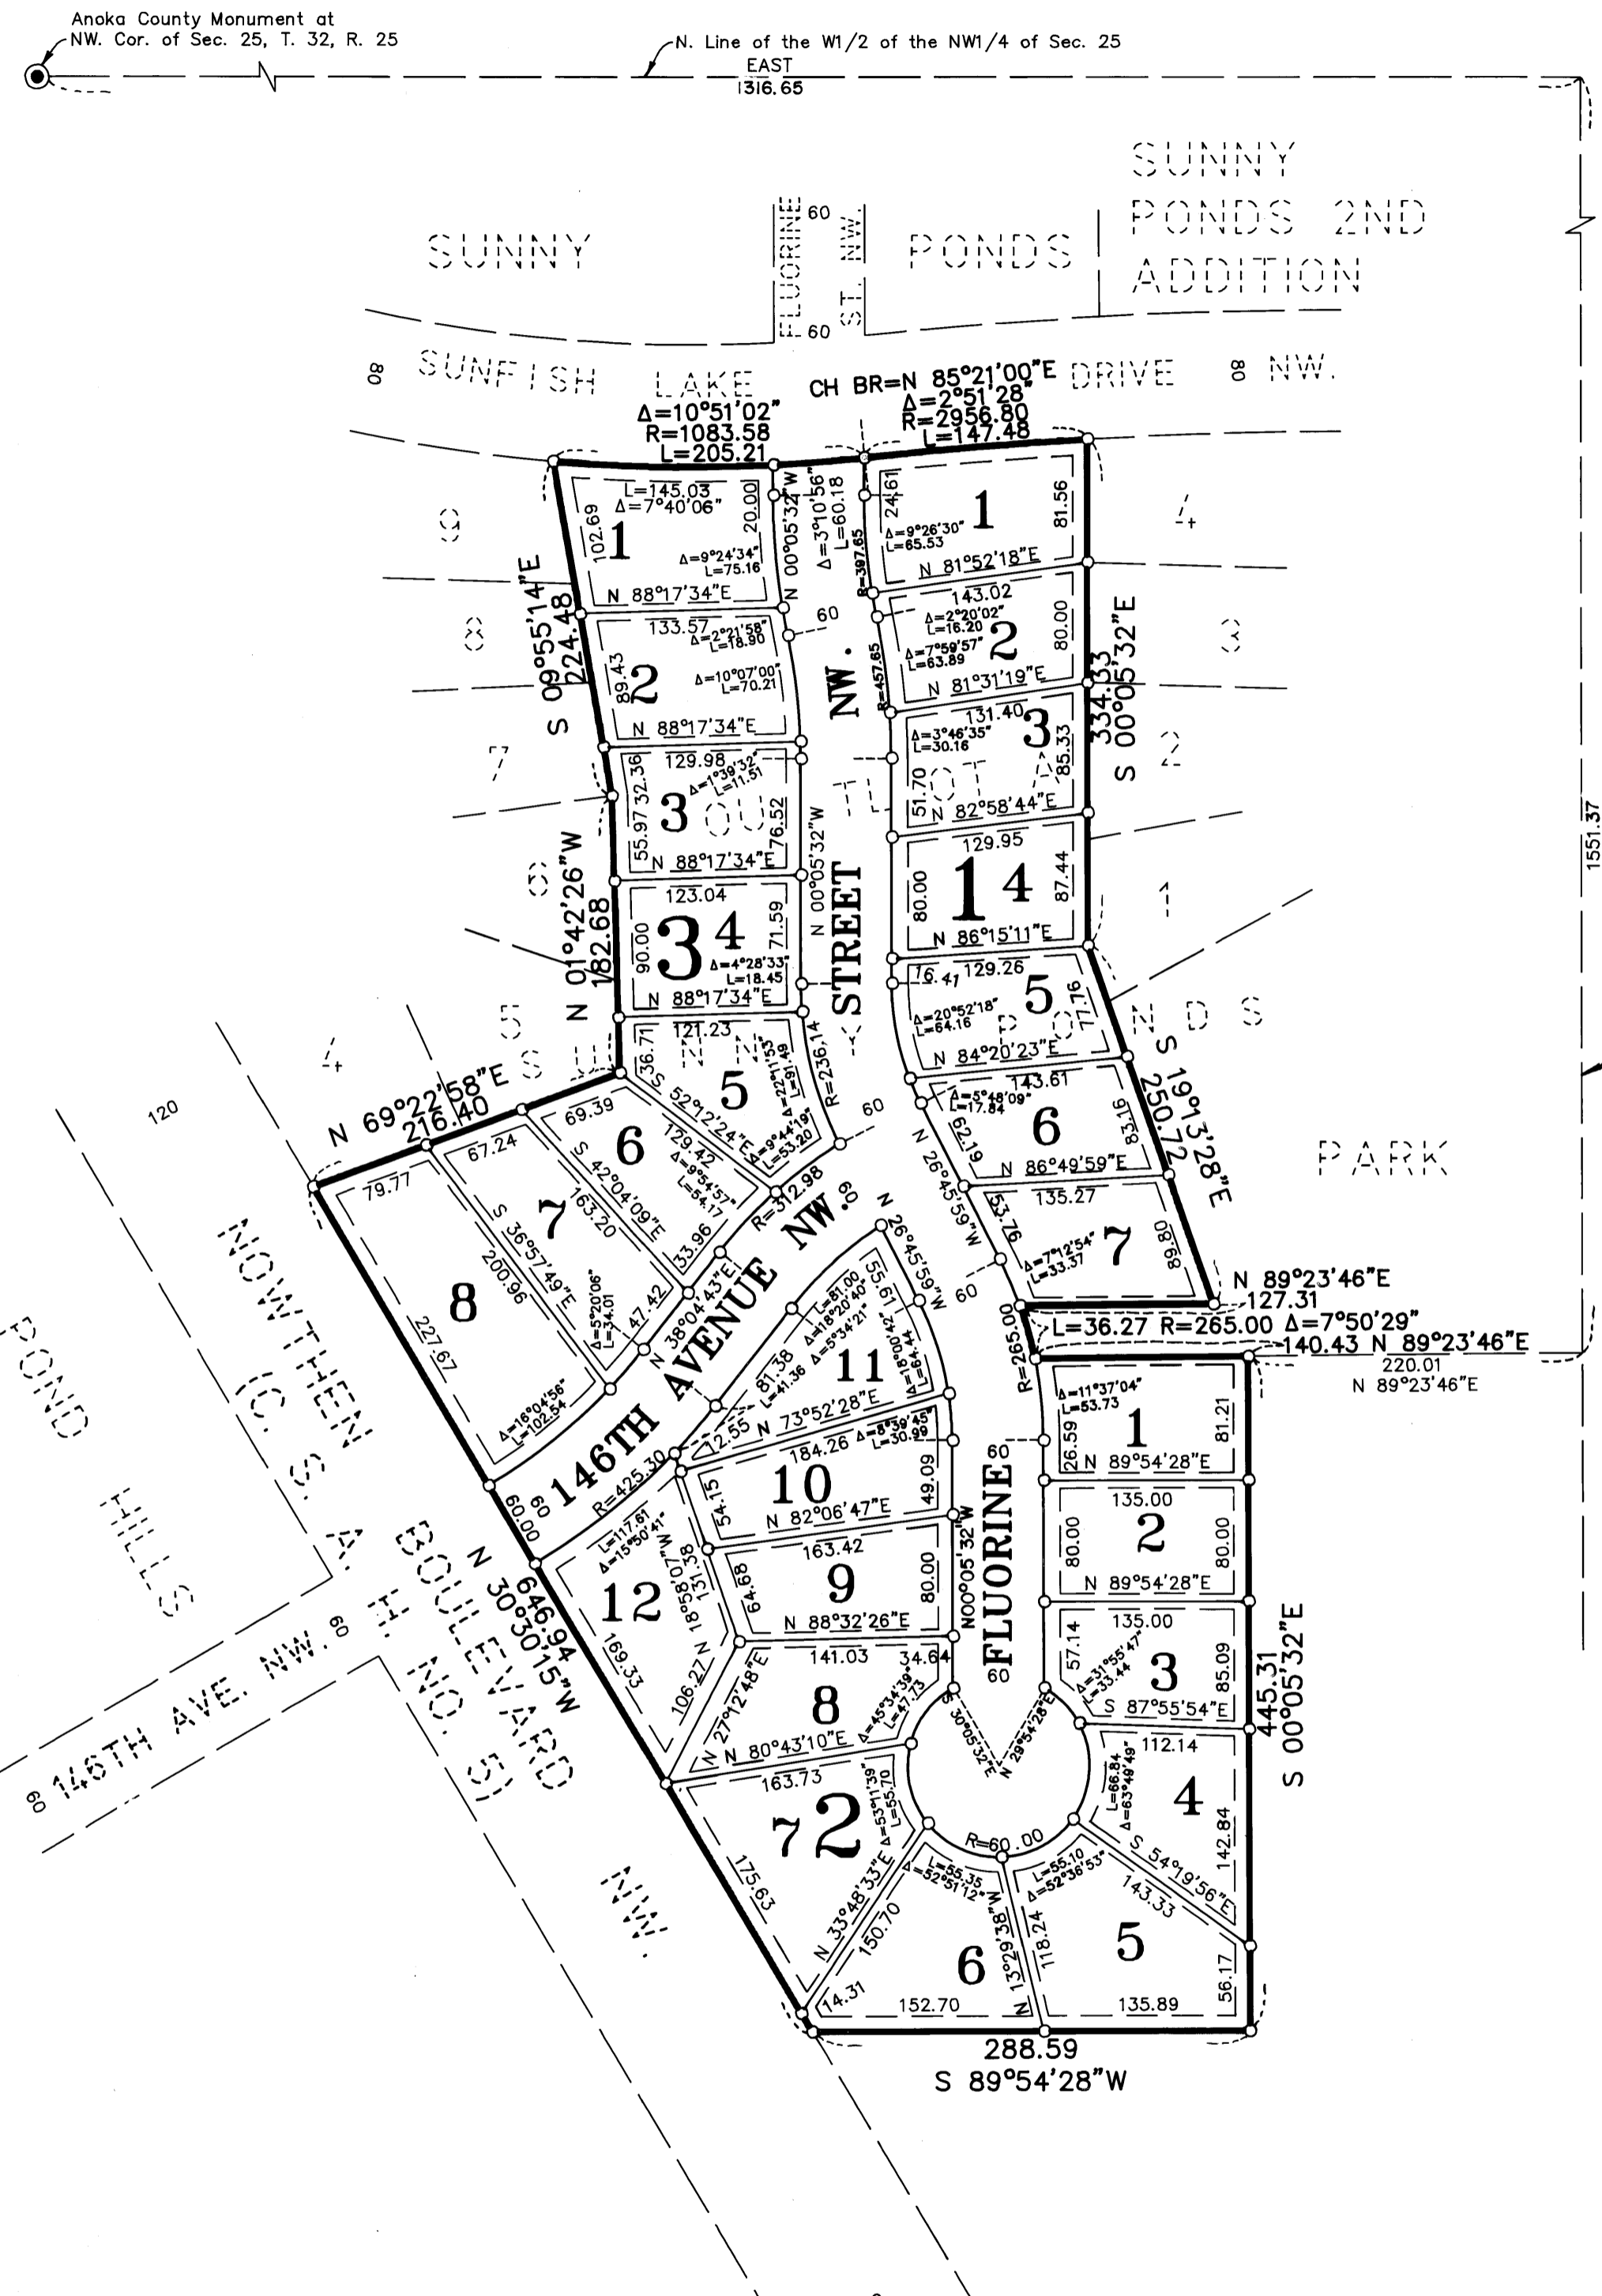 Anoka County Monument at
NW. Cor. of Sec. 25, T. 32, R. 25
N. Line of the W1/2 of the NW1/4 of Sec. 25
EAST
1316.65
SUNNY
FLUORINE
ST. NW.
60
60
PONDS
SUNNY
PONDS 2ND
ADDITION
80
SUNFISH LAKE DRIVE NW.
80
CH BR=N 85°21'00"E
Δ=2°51'28"
R=2956.80
L=147.48
Δ=10°51'02"
R=1083.58
L=205.21
9
8
7
6
5
4
S 09°55'14"E
224.48
N 01°42'26"W
182.68
N 69°22'58"E
216.40
L=145.03
Δ=7°40'06"
20.00
102.69
1
Δ=9°24'34"
L=75.16
N 88°17'34"E
133.57
Δ=2°21'58"
L=18.90
89.43
2
Δ=10°07'00"
L=70.21
N 88°17'34"E
129.98
Δ=1°39'32"
L=11.51
32.36
55.97
3
76.52
N 88°17'34"E
123.04
90.00
3
4
71.59
Δ=4°28'33"
L=18.45
N 88°17'34"E
121.23
36.71
5
Δ=22°11'53"
L=91.49
Δ=9°44'19"
L=53.20
S 52°12'24"E
129.42
69.39
6
Δ=9°54'57"
L=54.17
33.96
S 42°04'09"E
163.20
67.24
7
Δ=5°20'06"
L=34.01
47.42
S 36°57'49"E
200.96
79.77
8
227.67
Δ=16°04'56"
L=102.54
N 00°05'32"W
Δ=3°10'56"
L=60.18
R=397.65
60
R=457.65
NW.
STREET
N 00°05'32"W
R=236.14
60
R=312.98
60
OUTLOT A
SUNNY PONDS
24.61
1
81.56
Δ=9°26'30"
L=65.53
N 81°52'18"E
143.02
Δ=2°20'02"
L=16.20
2
Δ=7°59'57"
L=63.89
80.00
N 81°31'19"E
131.40
3
Δ=3°46'35"
L=30.16
85.33
51.70
N 82°58'44"E
129.95
80.00
1
4
87.44
N 86°15'11"E
16.41
129.26
5
77.76
Δ=20°52'18"
L=64.16
N 84°20'23"E
143.61
Δ=5°48'09"
L=17.84
62.19
6
83.16
N 86°49'59"E
135.27
53.76
7
89.80
Δ=7°12'54"
L=33.37
N 26°45'59"W
60
334.33
S 00°05'32"E
4
3
2
1
S 19°13'28"E
250.72
1551.37
PARK
N 89°23'46"E
127.31
L=36.27 R=265.00 Δ=7°50'29"
140.43 N 89°23'46"E
220.01
N 89°23'46"E
R=265.00
120
NOWTHEN BOULEVARD NW.
(C. S. A. H. NO. 5)
POND HILLS
146TH AVENUE NW.
N 38°04'43"E
R=425.30
60
60.00
N 30°30'15"W
646.94
146TH AVE. NW.
60
60
N 26°45'59"W
55.61
L=81.00
Δ=18°20'40"
Δ=5°34'21"
L=41.36
81.38
11
Δ=18°00'42"
L=64.44
N 73°52'28"E
12.55
184.26
Δ=8°39'45"
L=30.99
54.15
10
49.09
N 82°06'47"E
163.42
64.68
9
80.00
N 88°32'26"E
141.03
34.64
8
Δ=45°34'39"
L=47.73
N 27°12'48"E
106.27
N 80°43'10"E
163.73
L=117.61
Δ=15°50'41"
12
N 18°58'07"W
131.38
169.33
7
2
Δ=53°11'39"
L=55.70
175.63
N 33°48'33"E
150.70
14.31
L=55.35
Δ=52°51'12"
6
152.70
N 13°29'38"W
118.24
L=55.10
Δ=52°36'53"
5
135.89
56.17
143.33
S 54°19'56"E
4
L=66.84
Δ=63°49'49"
142.84
112.14
S 87°55'54"E
3
Δ=31°55'47"
L=33.44
57.14
85.09
135.00
N 89°54'28"E
80.00
2
80.00
135.00
N 89°54'28"E
26.59
1
81.21
Δ=11°37'04"
L=53.73
60
FLUORINE
N00°05'32"W
60
S 30°05'32"E
N 29°54'28"E
R=60.00
445.31
S 00°05'32"E
288.59
S 89°54'28"W